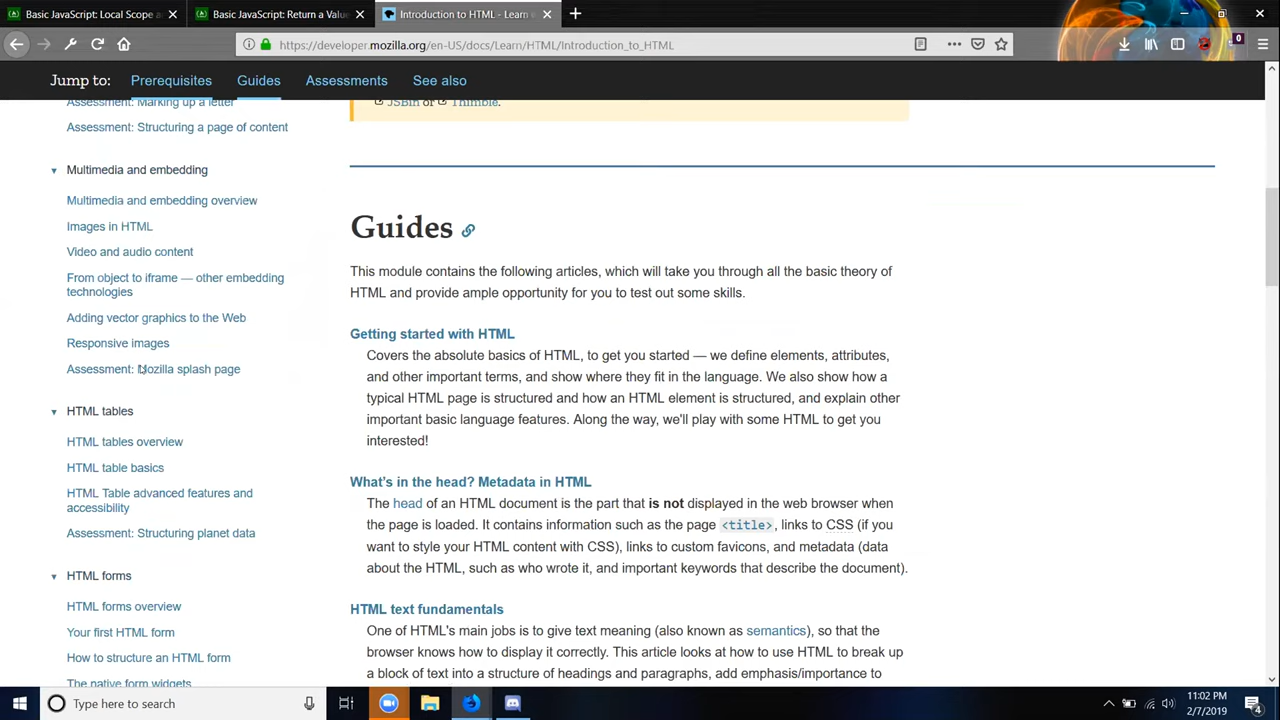 Basic JavaScript: Local Scope a
Basic JavaScript: Return a Value
Introduction to HTML - Learn
https://developer.mozilla.org/en-US/docs/Learn/HTML/Introduction_to_HTML
0
Jump to: Prerequisites Guides Assessments See also
Assessment: Marking up a letter
Assessment: Structuring a page of content
Multimedia and embedding
Multimedia and embedding overview
Images in HTML
Video and audio content
From object to iframe — other embedding
technologies
Adding vector graphics to the Web
Responsive images
Assessment: Mozilla splash page
HTML tables
HTML tables overview
HTML table basics
HTML Table advanced features and
accessibility
Assessment: Structuring planet data
HTML forms
HTML forms overview
Your first HTML form
How to structure an HTML form
The native form widgets
JSBin or Thimble.
Guides
This module contains the following articles, which will take you through all the basic theory of
HTML and provide ample opportunity for you to test out some skills.
Getting started with HTML
Covers the absolute basics of HTML, to get you started — we define elements, attributes,
and other important terms, and show where they fit in the language. We also show how a
typical HTML page is structured and how an HTML element is structured, and explain other
important basic language features. Along the way, we'll play with some HTML to get you
interested!
What's in the head? Metadata in HTML
The head of an HTML document is the part that is not displayed in the web browser when
the page is loaded. It contains information such as the page <title>, links to CSS (if you
want to style your HTML content with CSS), links to custom favicons, and metadata (data
about the HTML, such as who wrote it, and important keywords that describe the document).
HTML text fundamentals
One of HTML's main jobs is to give text meaning (also known as semantics), so that the
browser knows how to display it correctly. This article looks at how to use HTML to break up
a block of text into a structure of headings and paragraphs, add emphasis/importance to
Type here to search
11:02 PM
2/7/2019
4